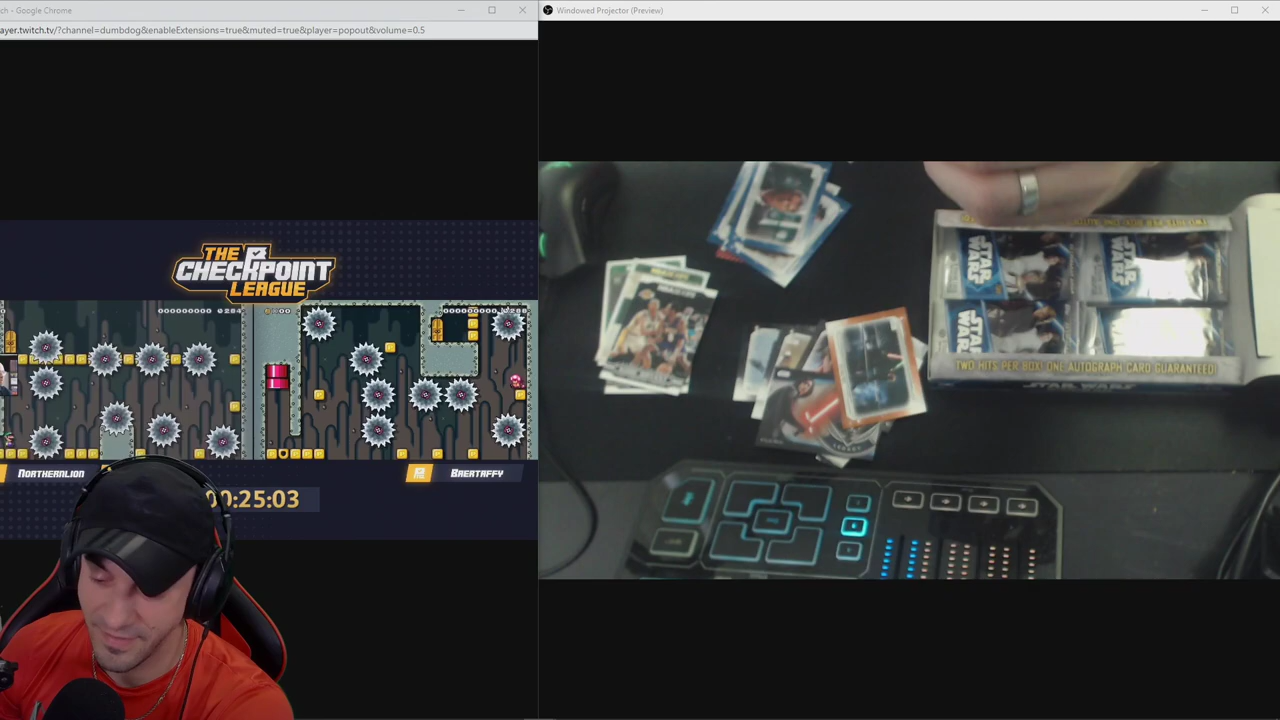 ch - Google Chrome
ayer.twitch.tv/?channel=dumbdog&enableExtensions=true&muted=true&player=popout&volume=0.5
Windowed Projector (Preview)
THE
CHECKPOINT
LEAGUE
NORTHERNLION
BAERTAFFY
00:25:03
STAR
WARS
STAR
WARS
STAR
WARS
TWO HITS PER BOX! ONE AUTOGRAPH CARD GUARANTEED!
STAR WARS